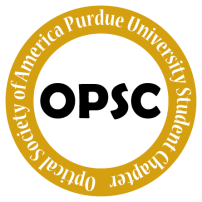 Optical Society of America Purdue University Student Chapter
OPSC